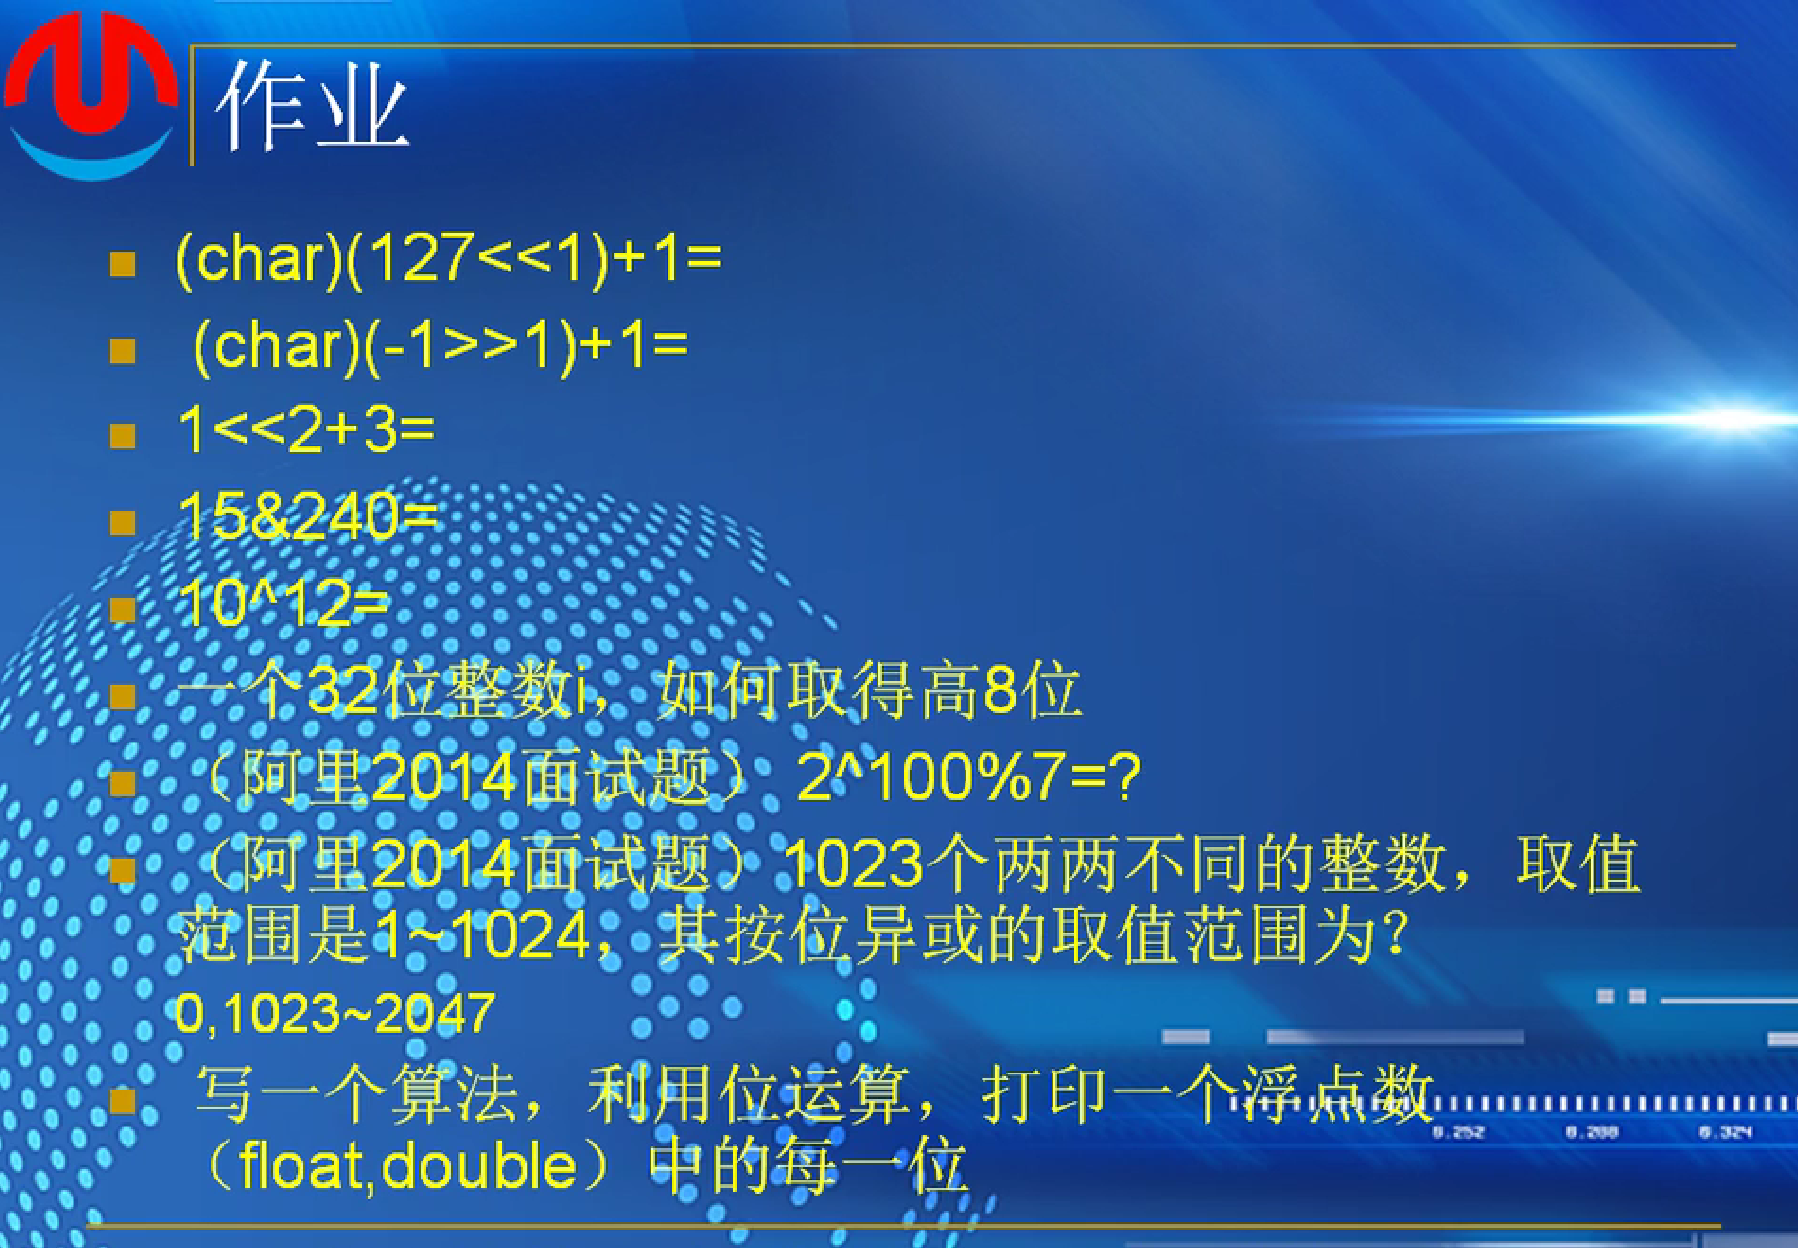 作业
(char)(127<<1)+1=
(char)(-1>>1)+1=
1<<2+3=
15&240=
10^12=
一个32位整数i， 如何取得高8位
（阿里2014面试题） 2^100%7=?
（阿里2014面试题）1023个两两不同的整数，取值
范围是1~1024，其按位异或的取值范围为？
0,1023~2047
写一个算法，利用位运算，打印一个浮点数
（float,double）中的每一位
0.252 0.288 0.324